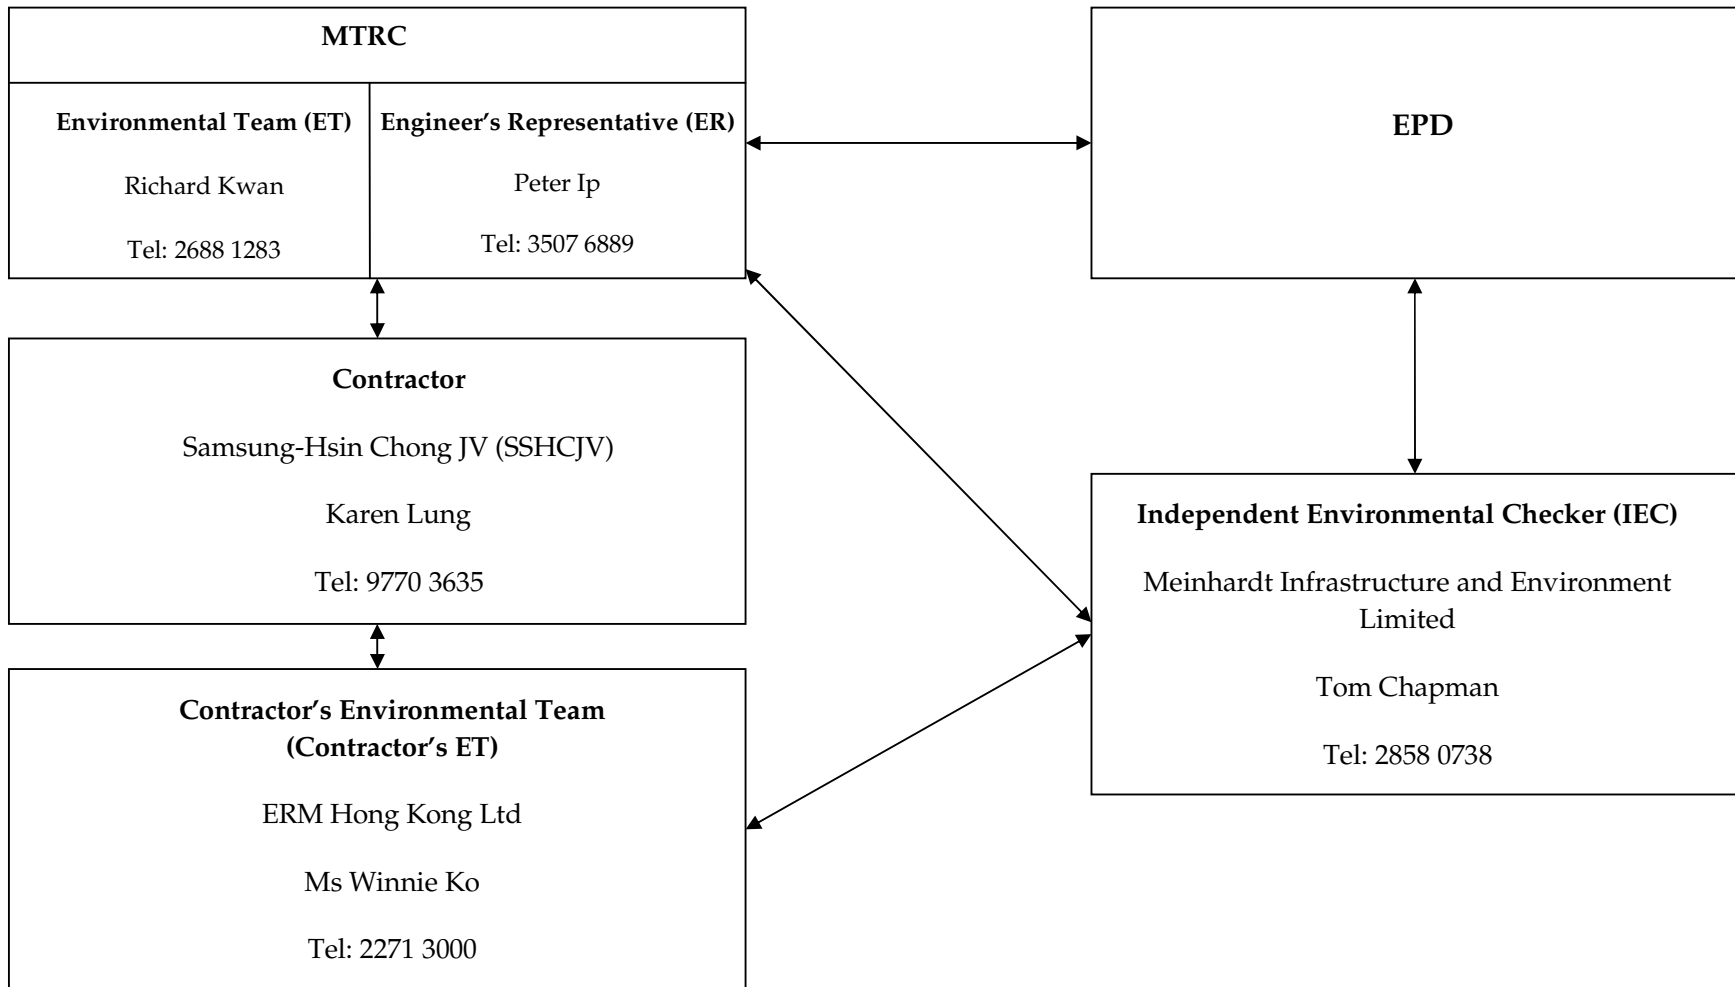 MTRC
Environmental Team (ET)
Richard Kwan
Tel: 2688 1283
Engineer’s Representative (ER)
Peter Ip
Tel: 3507 6889
EPD
Contractor
Samsung-Hsin Chong JV (SSHCJV)
Karen Lung
Tel: 9770 3635
Independent Environmental Checker (IEC)
Meinhardt Infrastructure and Environment
Limited
Tom Chapman
Tel: 2858 0738
Contractor’s Environmental Team
(Contractor’s ET)
ERM Hong Kong Ltd
Ms Winnie Ko
Tel: 2271 3000